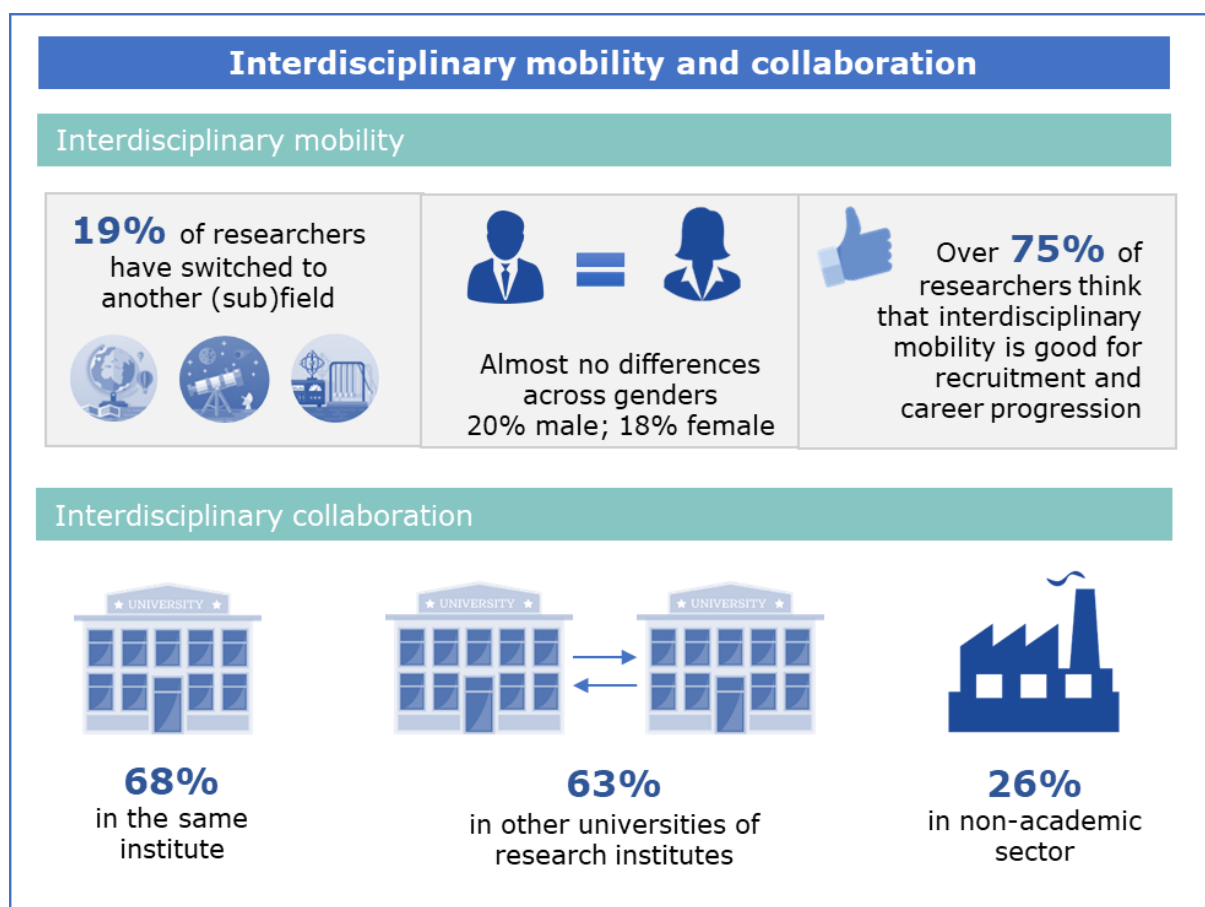 Interdisciplinary mobility and collaboration
Interdisciplinary mobility
19% of researchers
have switched to
another (sub)field
Almost no differences
across genders
20% male; 18% female
Over 75% of
researchers think
that interdisciplinary
mobility is good for
recruitment and
career progression
Interdisciplinary collaboration
★ UNIVERSITY ★
68%
in the same
institute
★ UNIVERSITY ★
★ UNIVERSITY ★
63%
in other universities of
research institutes
26%
in non-academic
sector